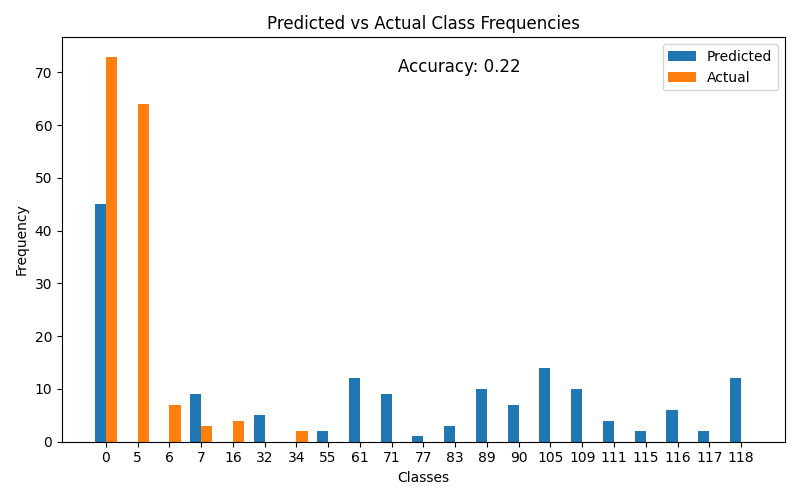 Predicted vs Actual Class Frequencies
Accuracy: 0.22
Predicted
Actual
Frequency
70
60
50
40
30
20
10
0
0 5 6 7 16 32 34 55 61 71 77 83 89 90 105 109 111 115 116 117 118
Classes